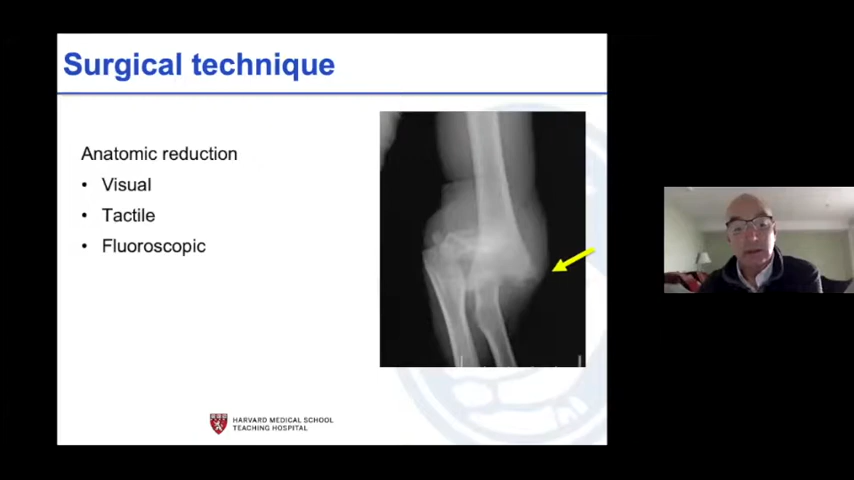 Surgical technique
Anatomic reduction
• Visual
• Tactile
• Fluoroscopic
HARVARD MEDICAL SCHOOL
TEACHING HOSPITAL